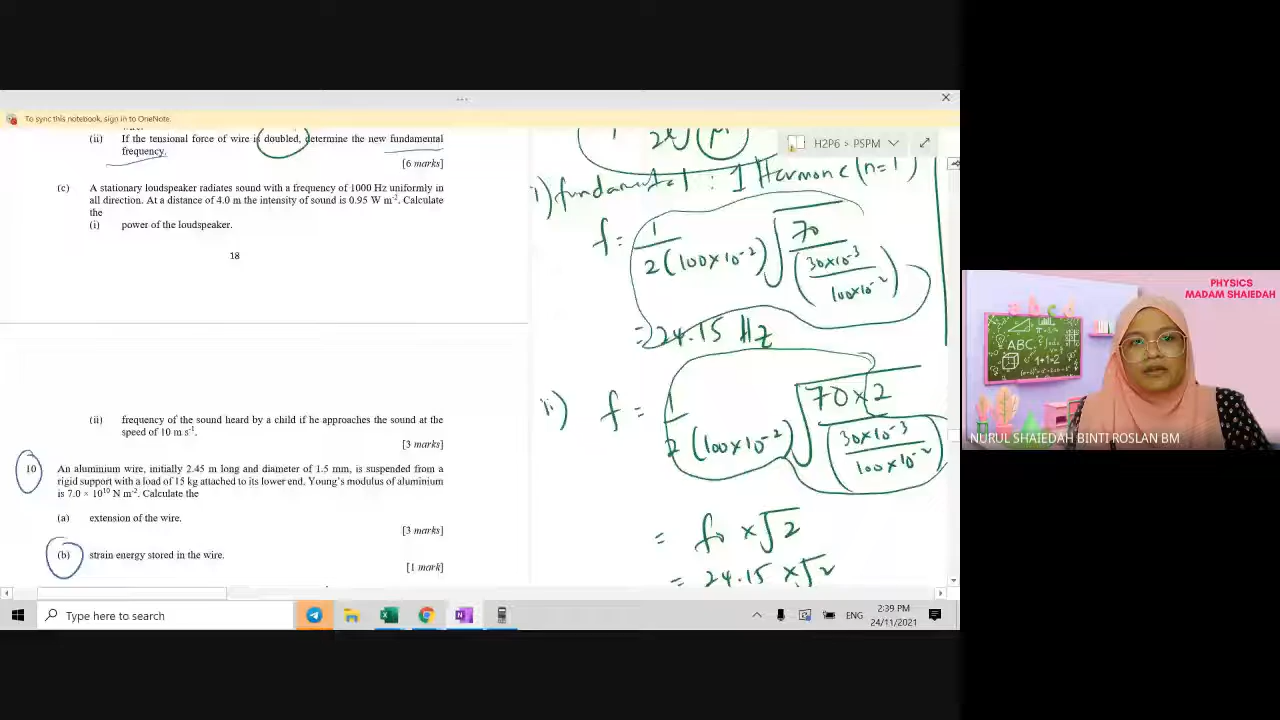 To sync this notebook, sign in to OneNote.
H2P6 > PSPM
(ii) If the tensional force of wire is doubled, determine the new fundamental
frequency.
[6 marks]
(c) A stationary loudspeaker radiates sound with a frequency of 1000 Hz uniformly in
all direction. At a distance of 4.0 m the intensity of sound is 0.95 W m⁻². Calculate
the
(i) power of the loudspeaker.
18
(ii) frequency of the sound heard by a child if he approaches the sound at the
speed of 10 m s⁻¹.
[3 marks]
10 An aluminium wire, initially 2.45 m long and diameter of 1.5 mm, is suspended from a
rigid support with a load of 15 kg attached to its lower end. Young's modulus of aluminium
is 7.0 × 10¹⁰ N m⁻². Calculate the
(a) extension of the wire.
[3 marks]
(b) strain energy stored in the wire.
[1 mark]
2l √(μ)
i) fundamental : 1 Harmonic (n=1)
f = 1 / 2(100×10⁻²) √(70 / (30×10⁻³ / 100×10⁻²))
= 24.15 Hz
ii) f = 1 / 2(100×10⁻²) √(70×2 / (30×10⁻³ / 100×10⁻²))
= f₀ × √2
= 24.15 × √2
PHYSICS
MADAM SHAIEDAH
ABC
1+1=2
NURUL SHAIEDAH BINTI ROSLAN BM
Type here to search
ENG
2:39 PM
24/11/2021